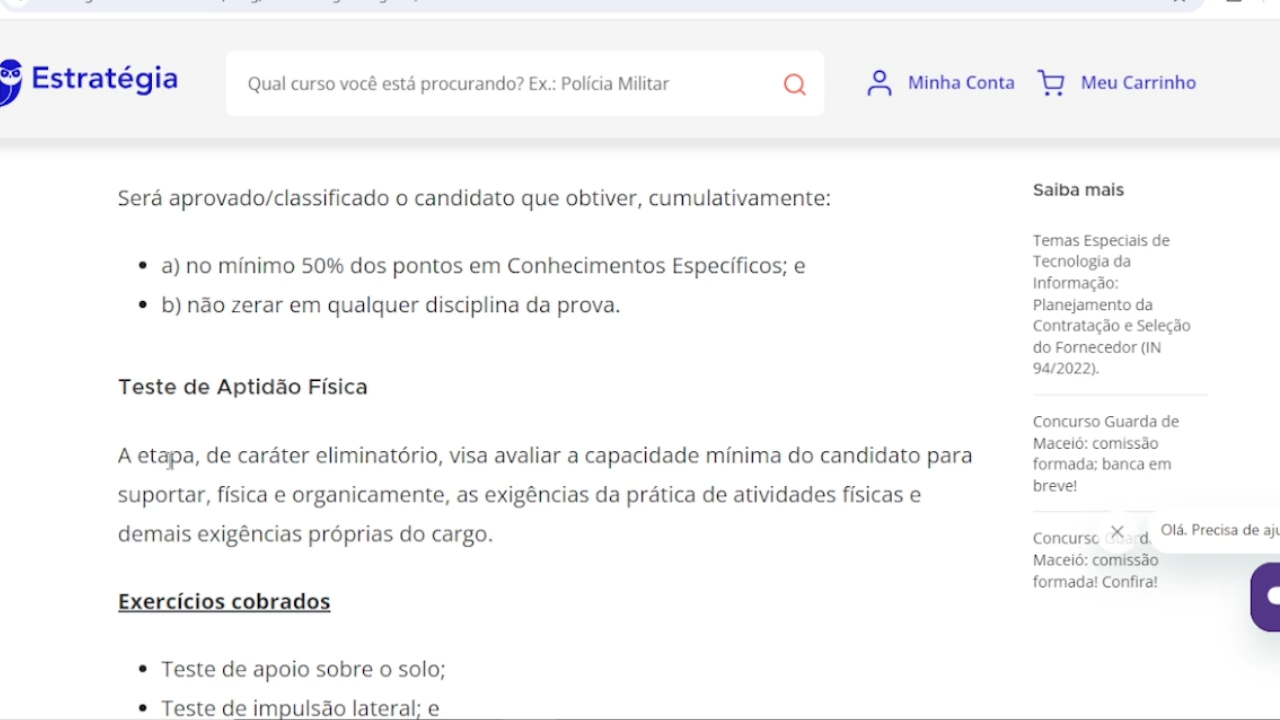 Estratégia
Qual curso você está procurando? Ex.: Polícia Militar
Minha Conta
Meu Carrinho
Será aprovado/classificado o candidato que obtiver, cumulativamente:
a) no mínimo 50% dos pontos em Conhecimentos Específicos; e
b) não zerar em qualquer disciplina da prova.
Teste de Aptidão Física
A etapa, de caráter eliminatório, visa avaliar a capacidade mínima do candidato para
suportar, física e organicamente, as exigências da prática de atividades físicas e
demais exigências próprias do cargo.
Exercícios cobrados
Teste de apoio sobre o solo;
Teste de impulsão lateral; e
Saiba mais
Temas Especiais de
Tecnologia da
Informação:
Planejamento da
Contratação e Seleção
do Fornecedor (IN
94/2022).
Concurso Guarda de
Maceió: comissão
formada; banca em
breve!
Concurso
Maceió: comissão
formada! Confira!
Olá. Precisa de